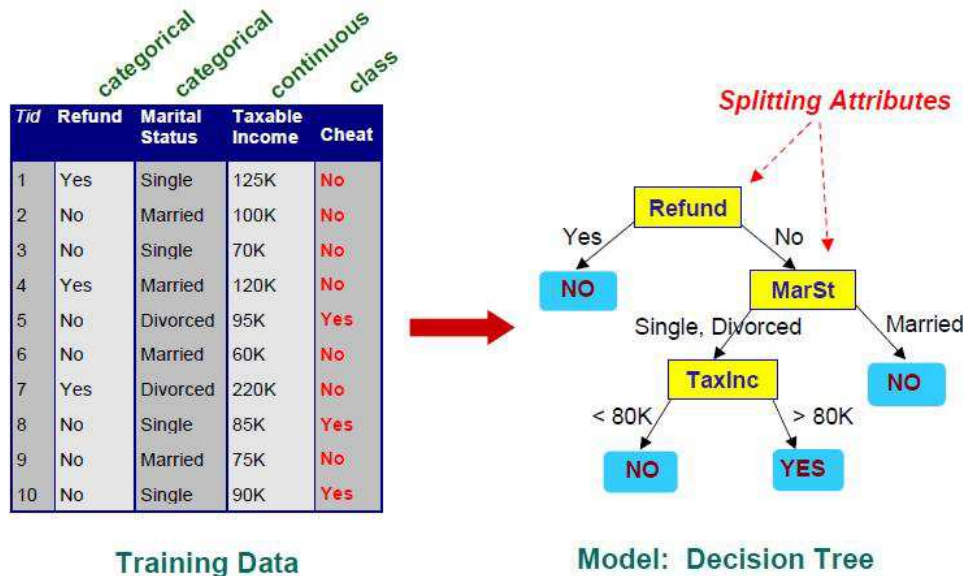 categorical
categorical
continuous
class
Tid Refund Marital Status Taxable Income Cheat
1 Yes Single 125K No
2 No Married 100K No
3 No Single 70K No
4 Yes Married 120K No
5 No Divorced 95K Yes
6 No Married 60K No
7 Yes Divorced 220K No
8 No Single 85K Yes
9 No Married 75K No
10 No Single 90K Yes
Training Data
Splitting Attributes
Refund
Yes No
NO MarSt
Single, Divorced Married
TaxInc NO
< 80K > 80K
NO YES
Model: Decision Tree